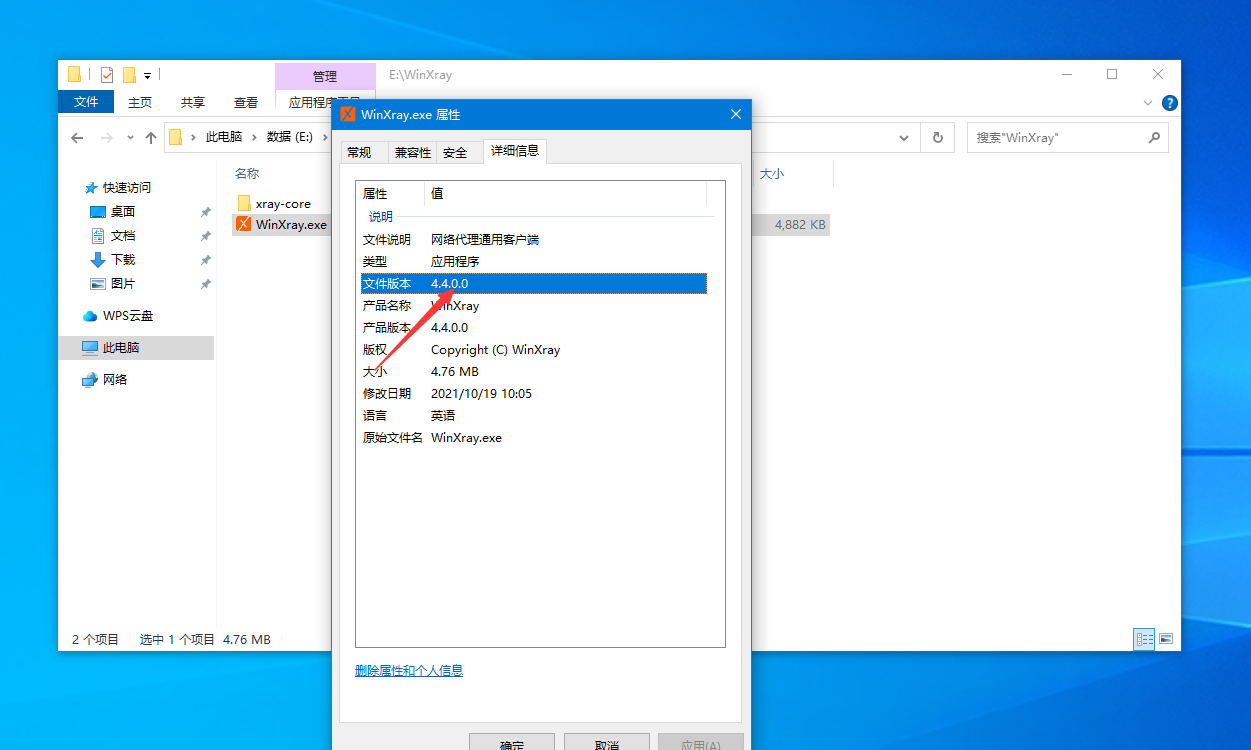 管理
E:\WinXray
文件
主页
共享
查看
应用程序工具
WinXray.exe 属性
此电脑
数据 (E:)
搜索"WinXray"
常规
兼容性
安全
详细信息
名称
大小
快速访问
桌面
文档
下载
图片
WPS云盘
此电脑
网络
xray-core
WinXray.exe
4,882 KB
属性
值
说明
文件说明 网络代理通用客户端
类型 应用程序
文件版本 4.4.0.0
产品名称 WinXray
产品版本 4.4.0.0
版权 Copyright (C) WinXray
大小 4.76 MB
修改日期 2021/10/19 10:05
语言 英语
原始文件名 WinXray.exe
删除属性和个人信息
2 个项目
选中 1 个项目 4.76 MB
确定
取消
应用(A)